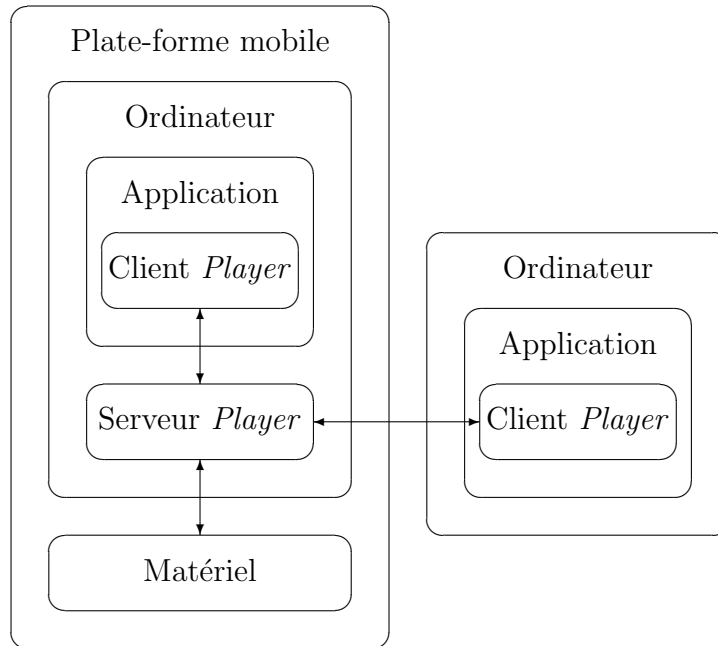 Plate-forme mobile
Ordinateur
Application
Client Player
Serveur Player
Matériel
Ordinateur
Application
Client Player